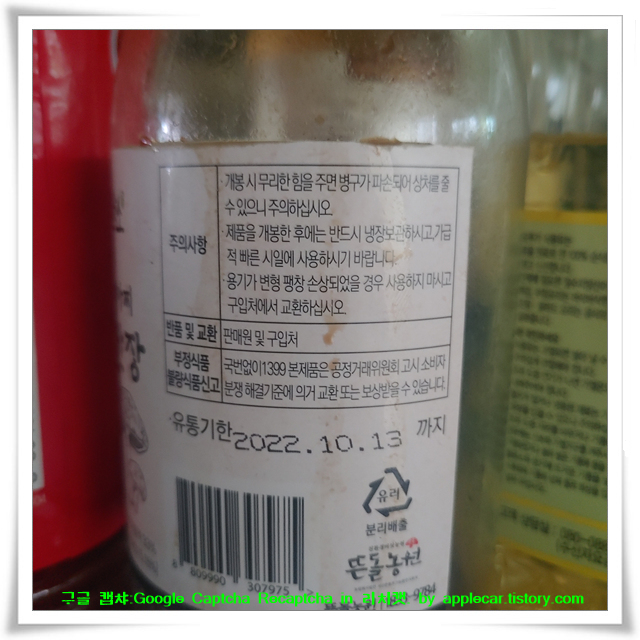 주의사항
· 개봉 시 무리한 힘을 주면 병구가 파손되어 상처를 줄
수 있으니 주의하십시오.
· 제품을 개봉한 후에는 반드시 냉장보관하시고,가급
적 빠른 시일에 사용하시기 바랍니다.
· 용기가 변형 팽창 손상되었을 경우 사용하지 마시고
구입처에서 교환하십시오.
반품 및 교환 판매원 및 구입처
부정식품
불량식품신고
국번없이1399 본제품은 공정거래위원회 고시 소비자
분쟁 해결기준에 의거 교환 또는 보상받을 수 있습니다.
·유통기한 2022.10.13 까지
유리
분리배출
8 809990 307975
뜬돌농원
장
구글 캡챠:Google Captcha Recaptcha in by applecar.tistory.com